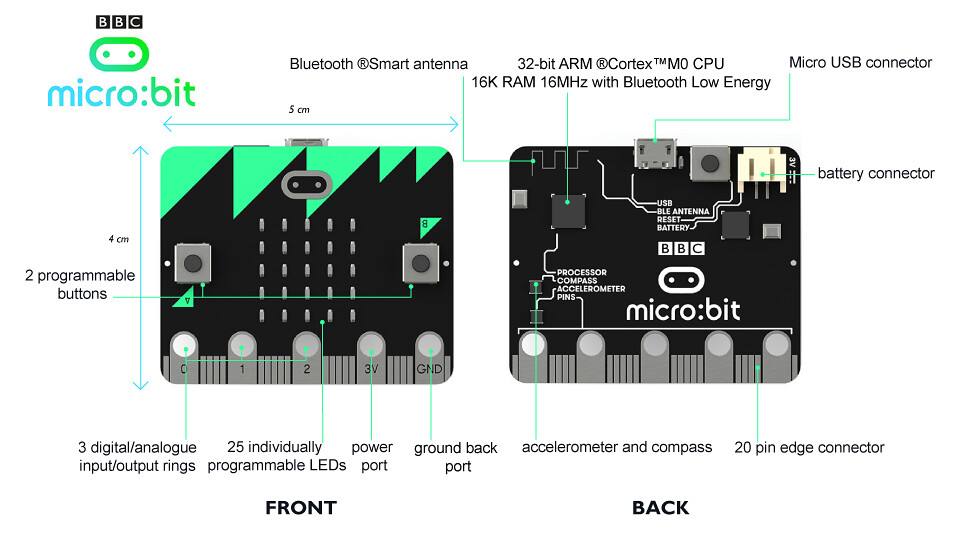 BBC
micro:bit
Bluetooth ®Smart antenna
32-bit ARM ®Cortex™M0 CPU
16K RAM 16MHz with Bluetooth Low Energy
Micro USB connector
5 cm
4 cm
battery connector
2 programmable
buttons
B
A
0
1
2
3V
GND
3V
USB
BLE ANTENNA
RESET
BATTERY
BBC
PROCESSOR
COMPASS
ACCELEROMETER
PINS
micro:bit
3 digital/analogue
input/output rings
25 individually
programmable LEDs
power
port
ground back
port
accelerometer and compass
20 pin edge connector
FRONT
BACK